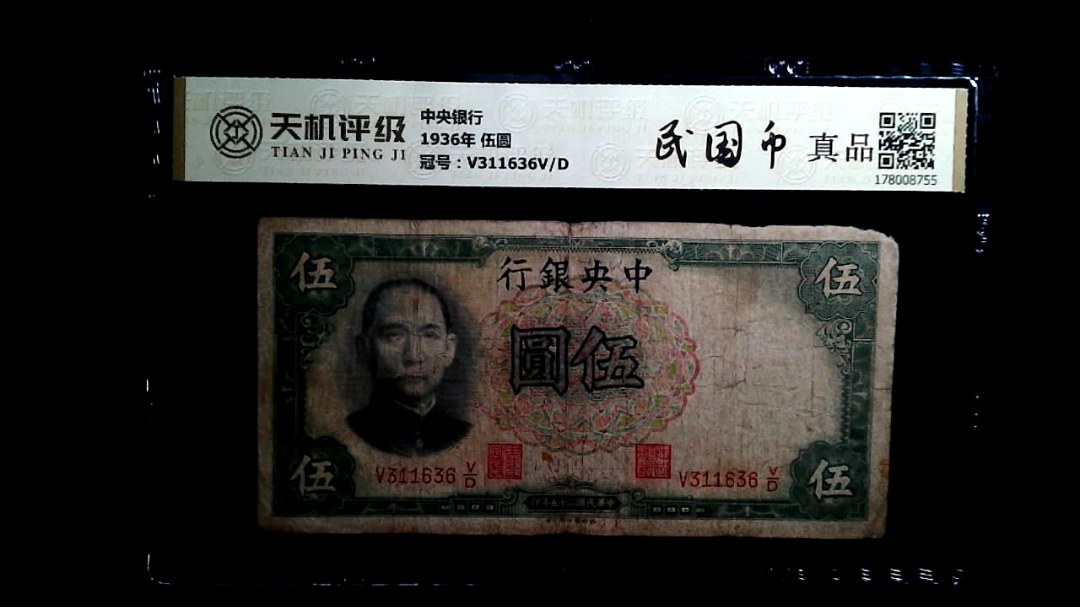 天机评级
TIAN JI PING JI
中央银行
1936年 伍圆
冠号：V311636V/D
民国币 真品
178008755
伍 伍
行銀央中
圓伍
V311636 V/D
V311636 V/D
伍 伍